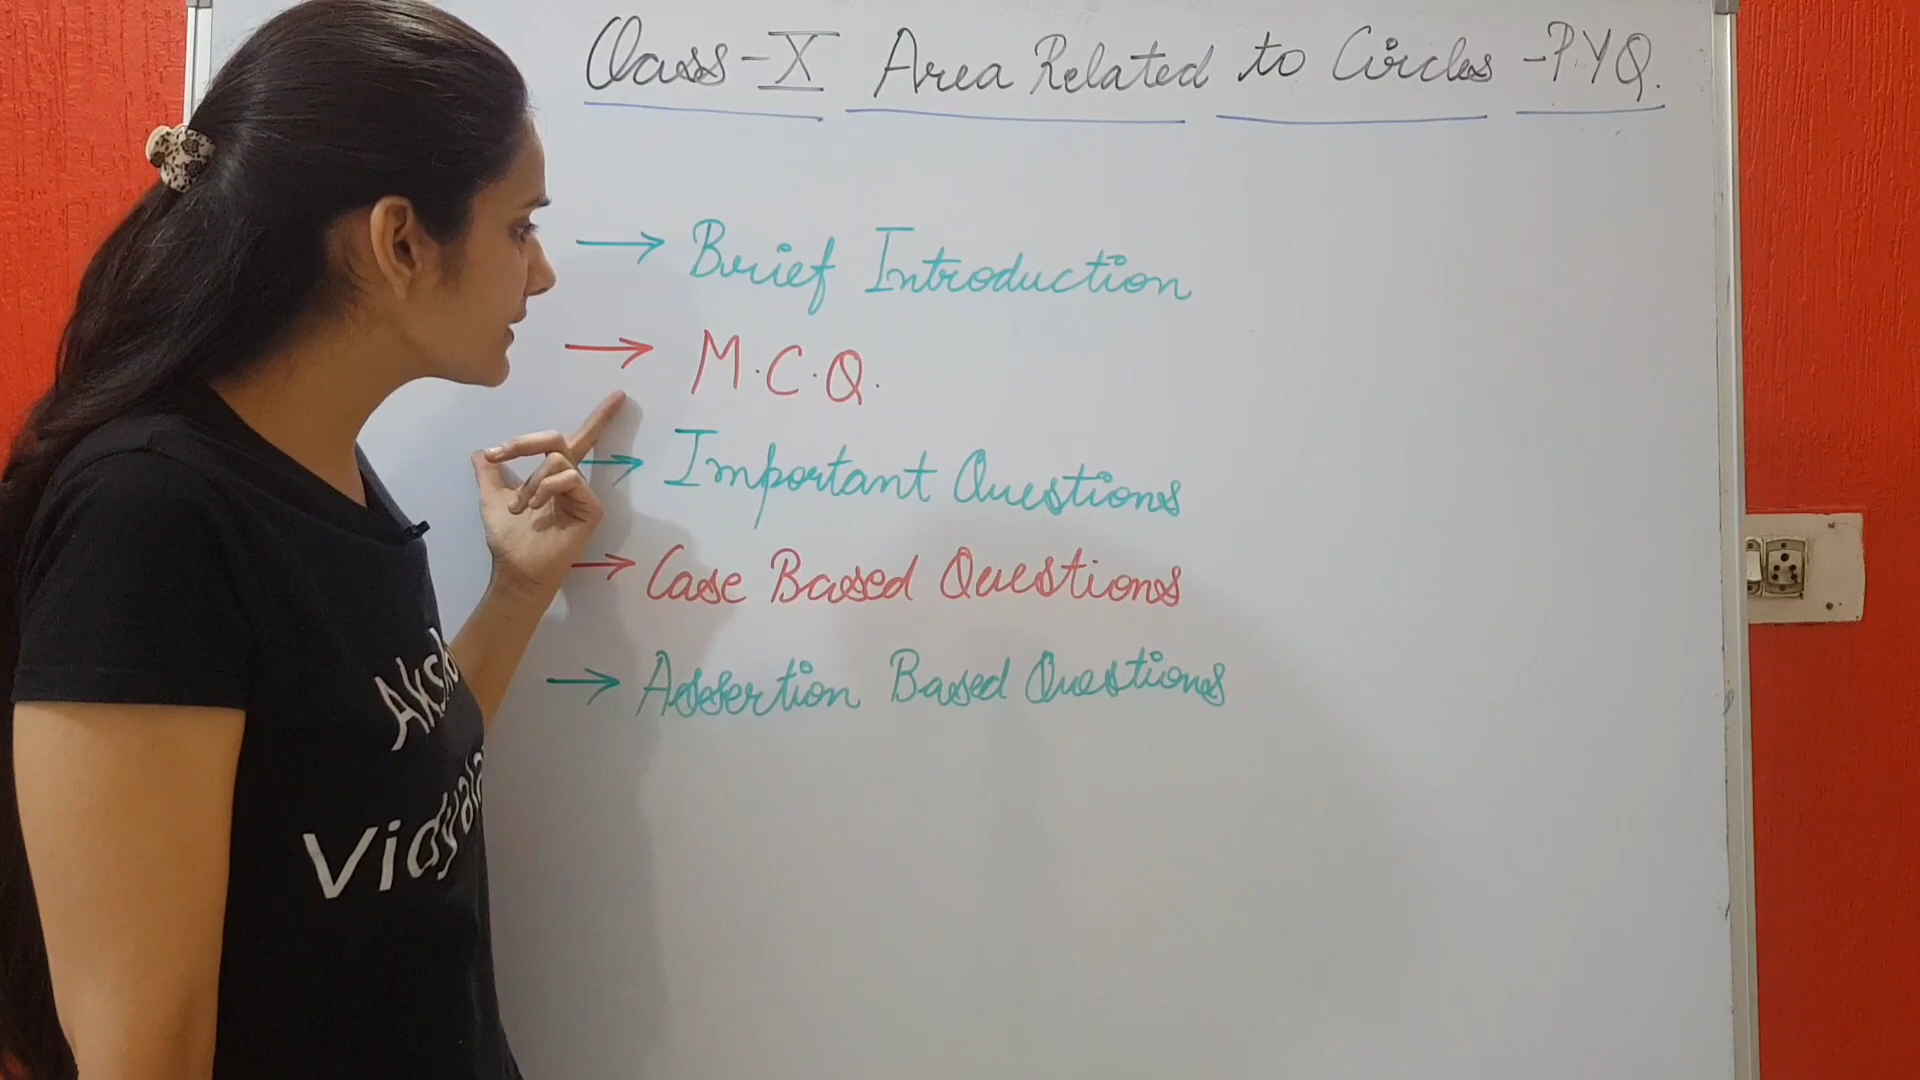 Class - X Area Related to Circles - PYQ.
→ Brief Introduction
→ M.C.Q.
→ Important Questions
→ Case Based Questions
→ Assertion Based Questions